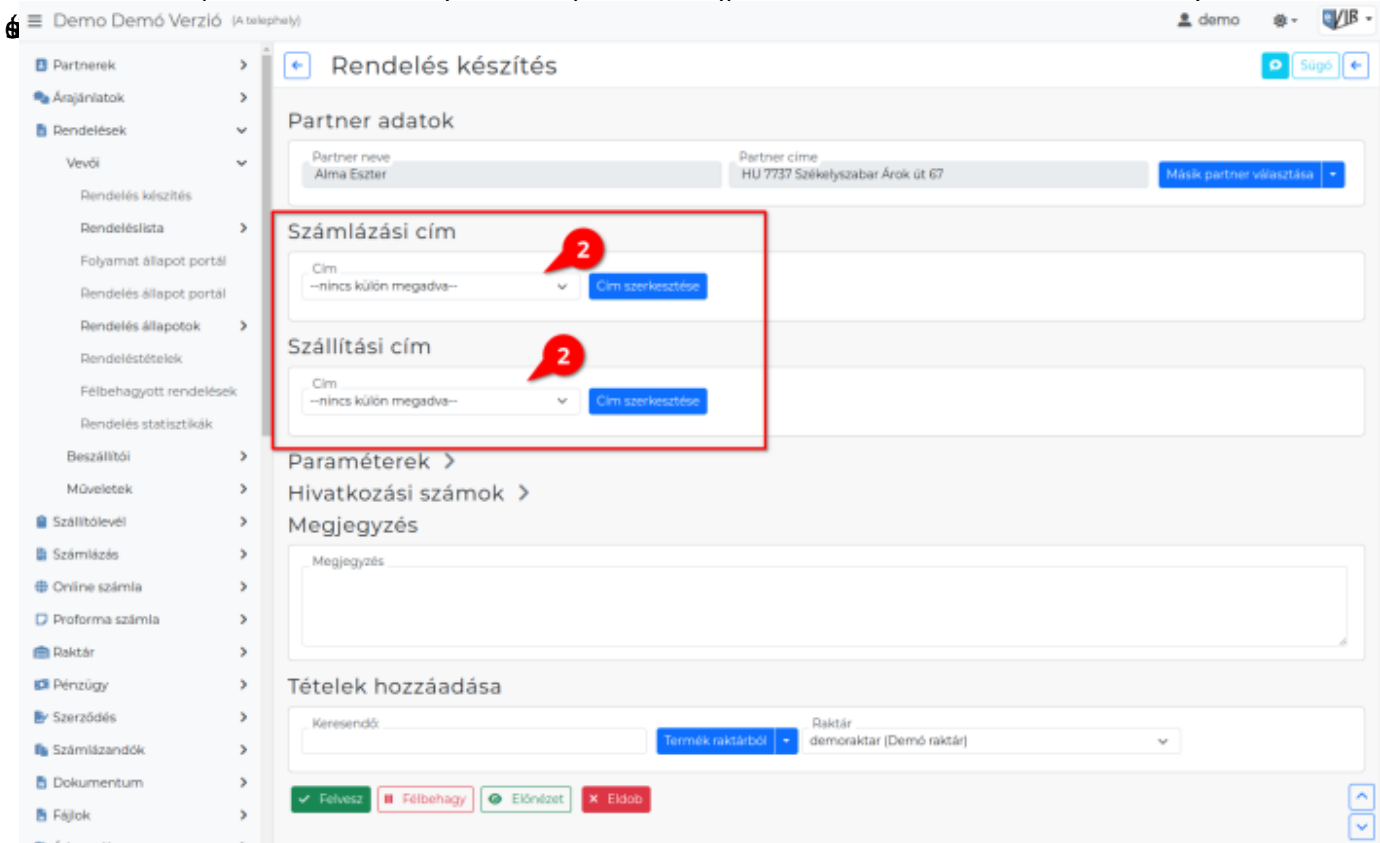 Demo Demó Verzió (A telephely)
demo
VIR
Partnerek
Árajánlatok
Rendelések
Vevői
Rendelés készítés
Rendeléslista
Folyamat állapot portál
Rendelés állapot portál
Rendelés állapotok
Rendeléstételek
Félbehagyott rendelések
Rendelés statisztikák
Beszállítói
Műveletek
Szállítólevél
Számlázás
Online számla
Proforma számla
Raktár
Pénzügy
Szerződés
Számlázandók
Dokumentum
Fájlok
Rendelés készítés
Súgó
Partner adatok
Partner neve
Alma Eszter
Partner címe
HU 7737 Székelyszabar Árok út 67
Másik partner választása
Számlázási cím
2
Cím
--nincs külön megadva--
Cím szerkesztése
Szállítási cím
2
Cím
--nincs külön megadva--
Cím szerkesztése
Paraméterek
Hivatkozási számok
Megjegyzés
Megjegyzés
Tételek hozzáadása
Keresendő:
Termék raktárból
Raktár
demoraktar (Demó raktár)
Felvesz
Félbehagy
Előnézet
Eldob